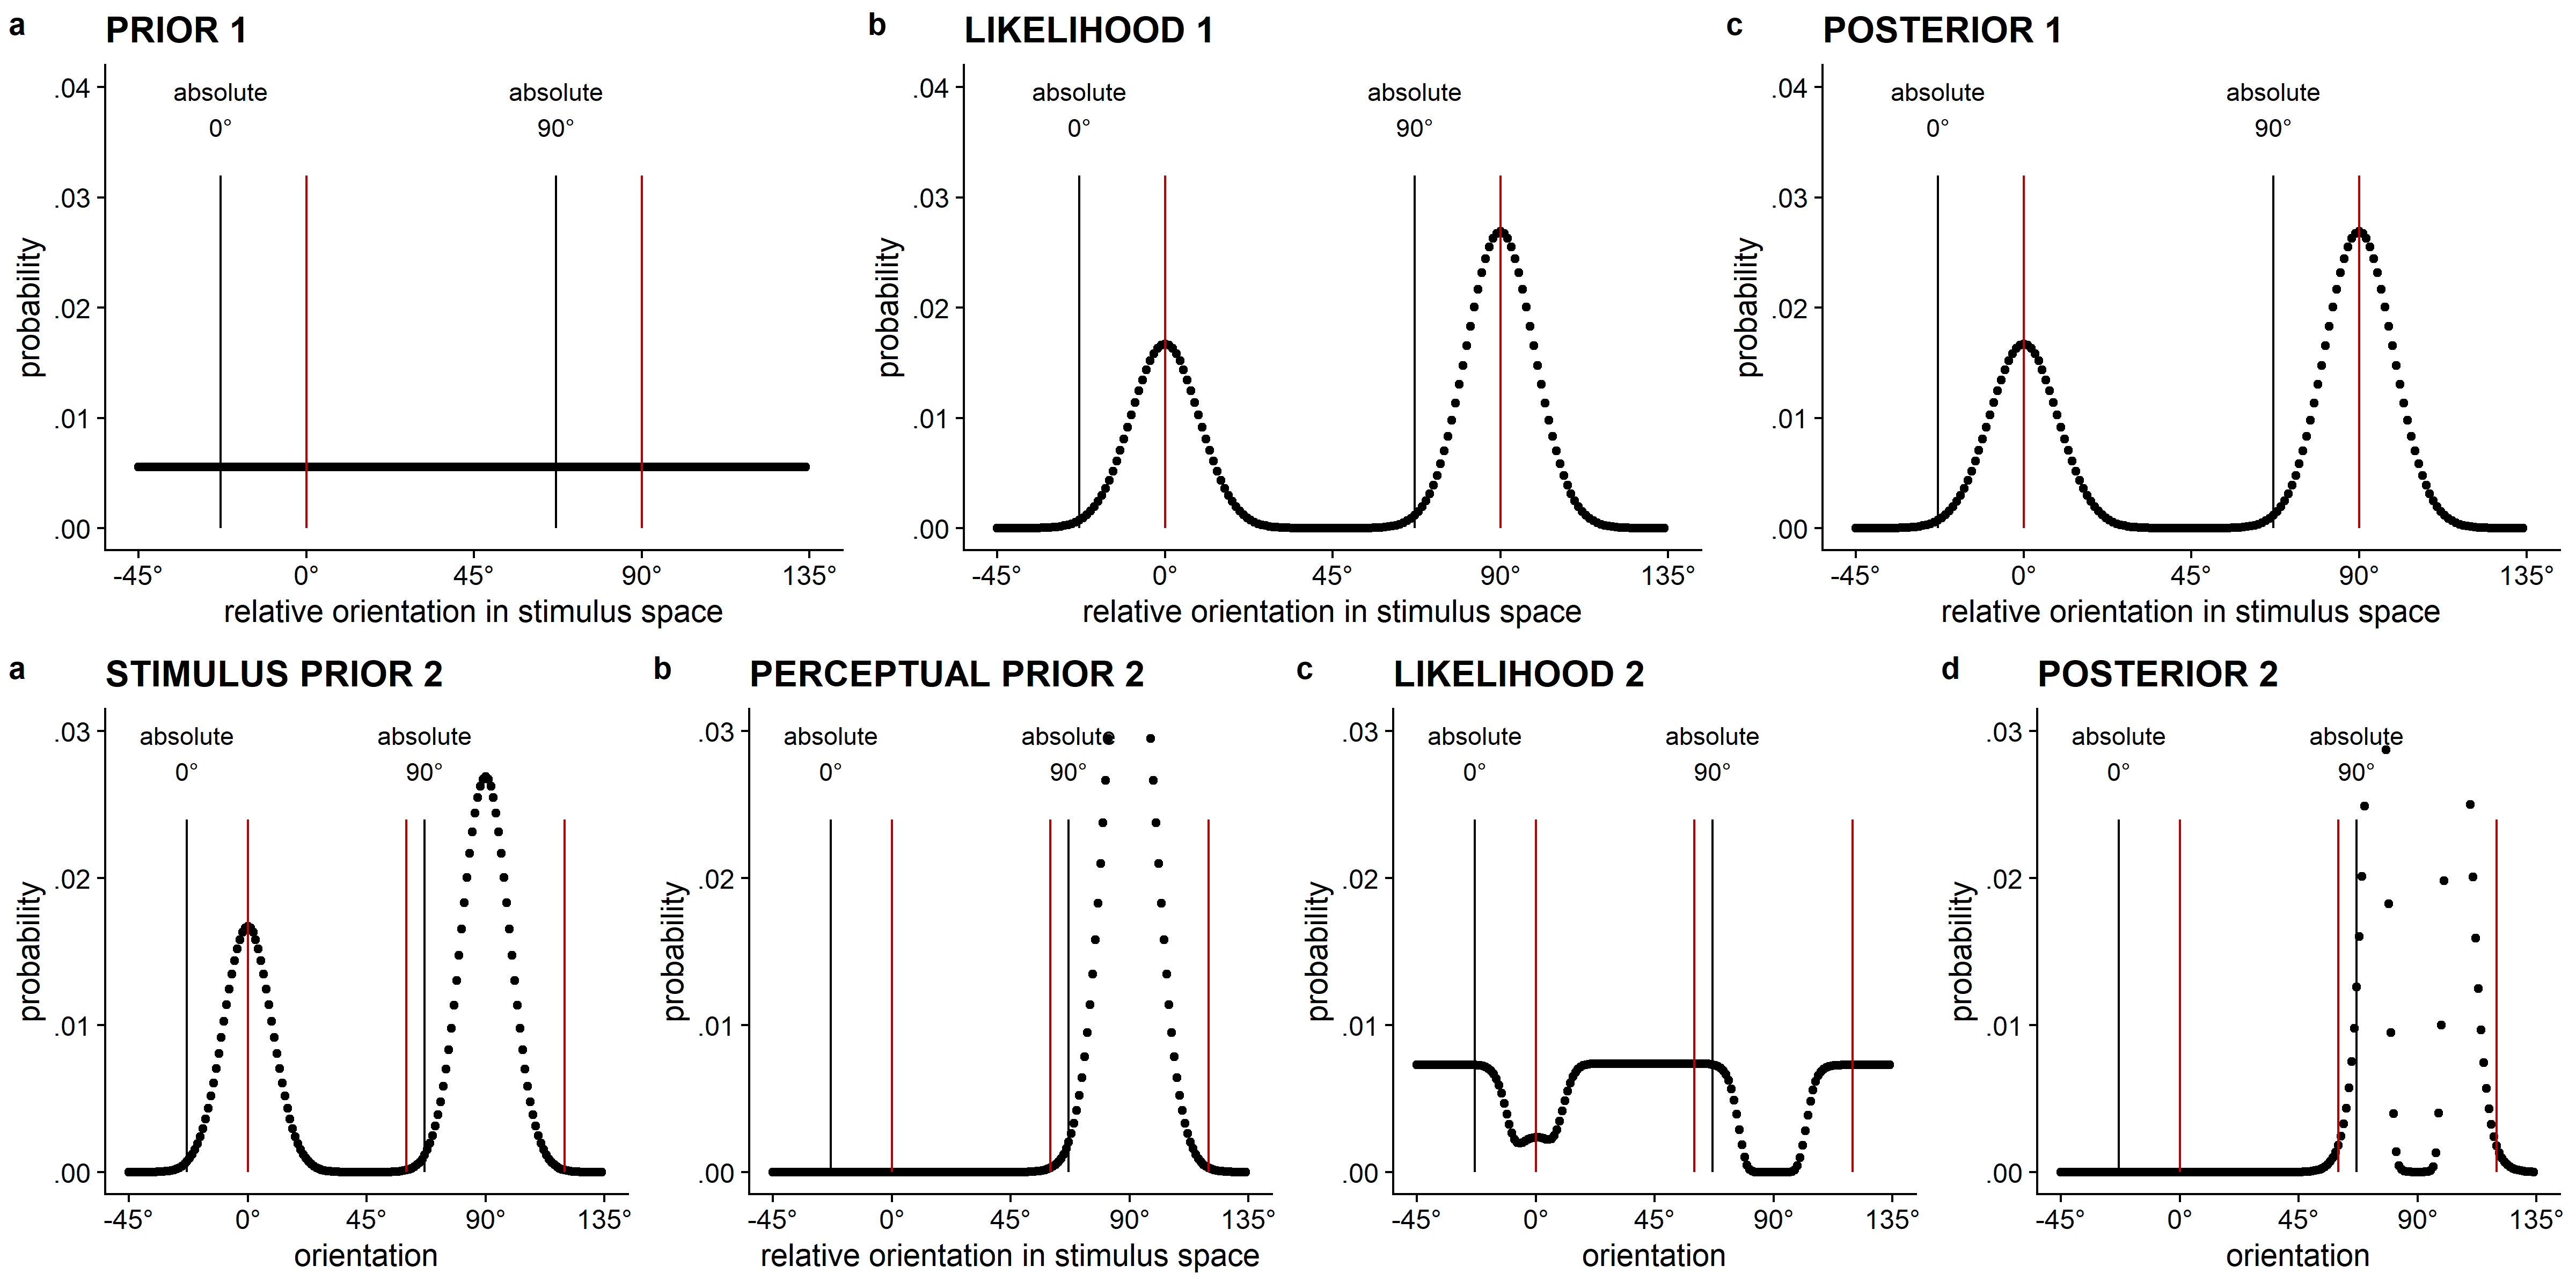 a PRIOR 1
.04
.03
.02
.01
.00
probability
absolute
0°
absolute
90°
-45° 0° 45° 90° 135°
relative orientation in stimulus space
b LIKELIHOOD 1
.04
.03
.02
.01
.00
probability
absolute
0°
absolute
90°
-45° 0° 45° 90° 135°
relative orientation in stimulus space
c POSTERIOR 1
.04
.03
.02
.01
.00
probability
absolute
0°
absolute
90°
-45° 0° 45° 90° 135°
relative orientation in stimulus space
a STIMULUS PRIOR 2
.03
.02
.01
.00
probability
absolute
0°
absolute
90°
-45° 0° 45° 90° 135°
orientation
b PERCEPTUAL PRIOR 2
.03
.02
.01
.00
probability
absolute
0°
absolute
90°
-45° 0° 45° 90° 135°
relative orientation in stimulus space
c LIKELIHOOD 2
.03
.02
.01
.00
probability
absolute
0°
absolute
90°
-45° 0° 45° 90° 135°
orientation
d POSTERIOR 2
.03
.02
.01
.00
probability
absolute
0°
absolute
90°
-45° 0° 45° 90° 135°
orientation